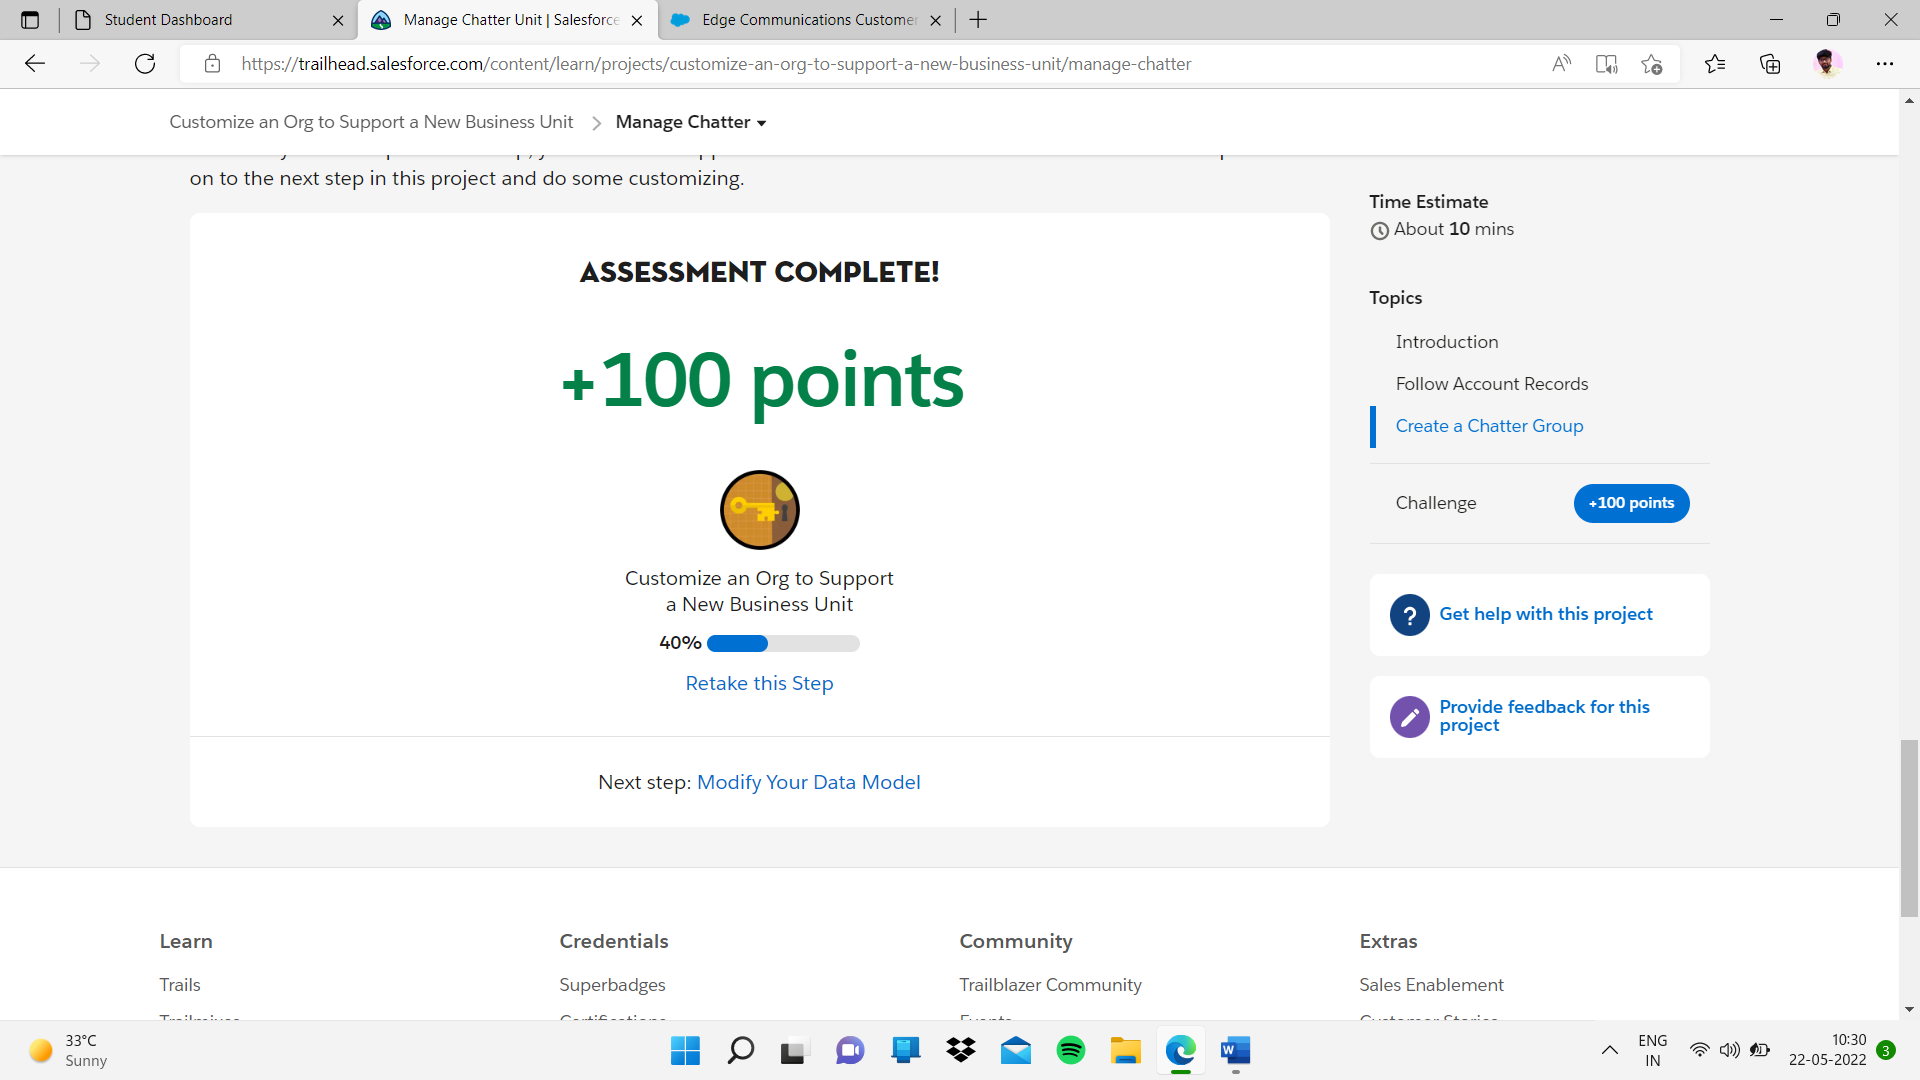 Student Dashboard
Manage Chatter Unit | Salesforce
Edge Communications Customer
https://trailhead.salesforce.com/content/learn/projects/customize-an-org-to-support-a-new-business-unit/manage-chatter
Customize an Org to Support a New Business Unit
Manage Chatter
on to the next step in this project and do some customizing.
ASSESSMENT COMPLETE!
+100 points
Customize an Org to Support
a New Business Unit
40%
Retake this Step
Next step: Modify Your Data Model
Time Estimate
About 10 mins
Topics
Introduction
Follow Account Records
Create a Chatter Group
Challenge
+100 points
Get help with this project
Provide feedback for this
project
Learn
Credentials
Community
Extras
Trails
Superbadges
Trailblazer Community
Sales Enablement
Trailmixes
Certifications
Events
Customer Stories
33°C
Sunny
ENG
IN
10:30
22-05-2022
3